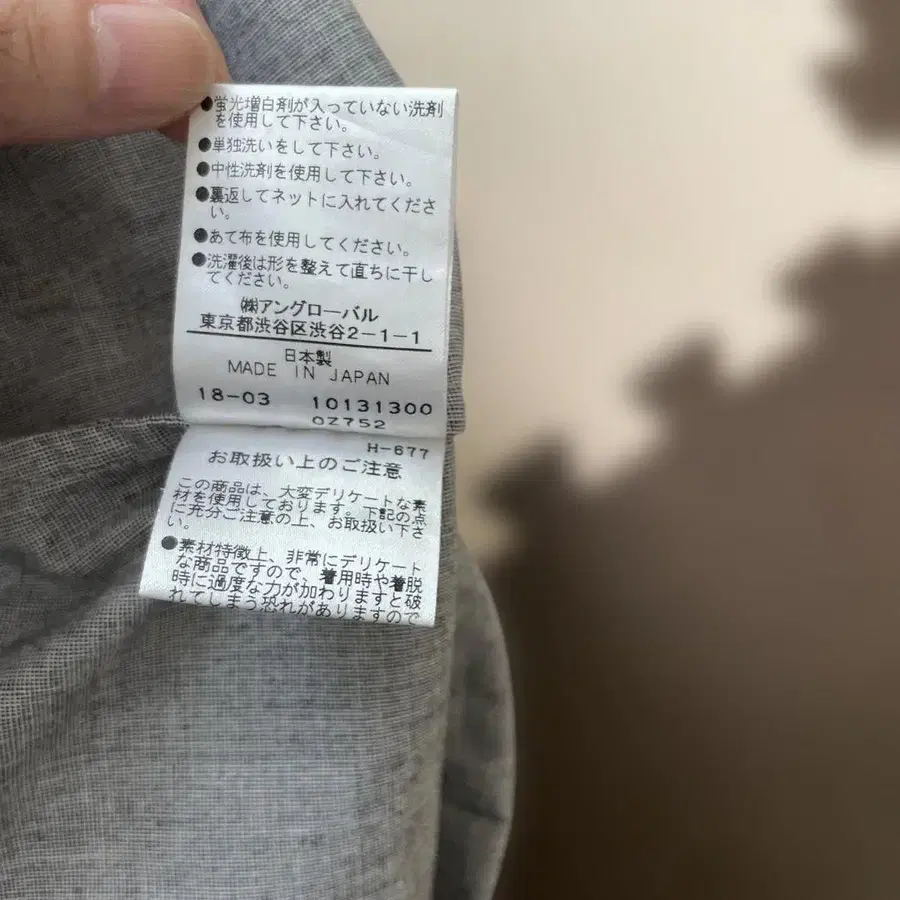 ●蛍光増白剤が入っていない洗剤
を使用して下さい。
●単独洗いをして下さい。
●中性洗剤を使用して下さい。
●裏返してネットに入れてくださ
い。
●あて布を使用してください。
●洗濯後は形を整えて直ちに干し
てください。
㈱アングローバル
東京都渋谷区渋谷2-1-1
日本製
MADE IN JAPAN
18-03 10131300
OZ752
H-677
お取扱い上のご注意
この商品は、大変デリケートな素
材を使用しております。下記の点
に充分ご注意の上、お取扱い下さ
い。
●素材特徴上、非常にデリケート
な商品ですので、着用時や着脱
時に過度な力が加わりますと破
れてしまう恐れがありますので